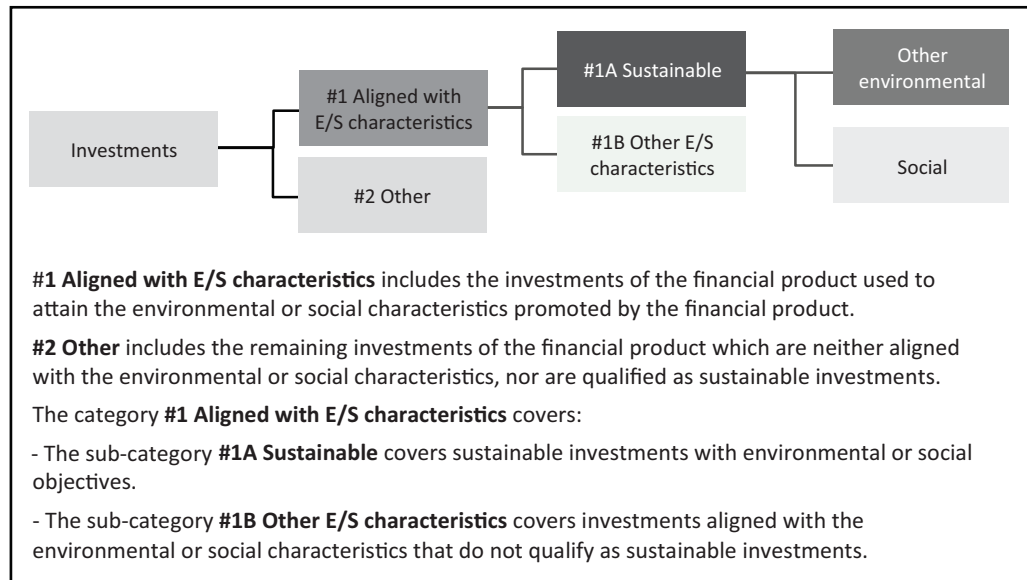 Investments
#1 Aligned with
E/S characteristics
#2 Other
#1A Sustainable
#1B Other E/S
characteristics
Other
environmental
Social
#1 Aligned with E/S characteristics includes the investments of the financial product used to
attain the environmental or social characteristics promoted by the financial product.
#2 Other includes the remaining investments of the financial product which are neither aligned
with the environmental or social characteristics, nor are qualified as sustainable investments.
The category #1 Aligned with E/S characteristics covers:
- The sub-category #1A Sustainable covers sustainable investments with environmental or social
objectives.
- The sub-category #1B Other E/S characteristics covers investments aligned with the
environmental or social characteristics that do not qualify as sustainable investments.